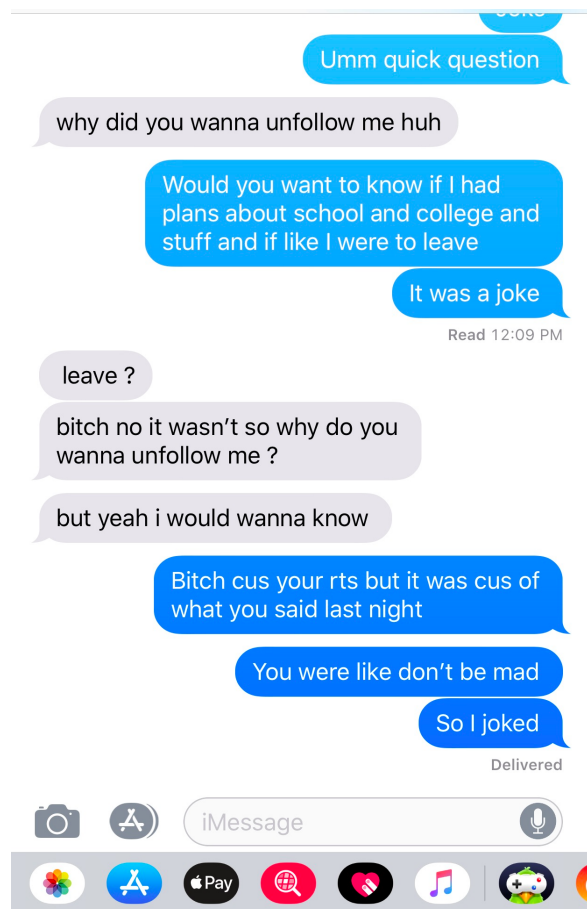 Umm quick question
why did you wanna unfollow me huh
Would you want to know if I had
plans about school and college and
stuff and if like I were to leave
It was a joke
Read 12:09 PM
leave ?
bitch no it wasn't so why do you
wanna unfollow me ?
but yeah i would wanna know
Bitch cus your rts but it was cus of
what you said last night
You were like don't be mad
So I joked
Delivered
iMessage
Pay